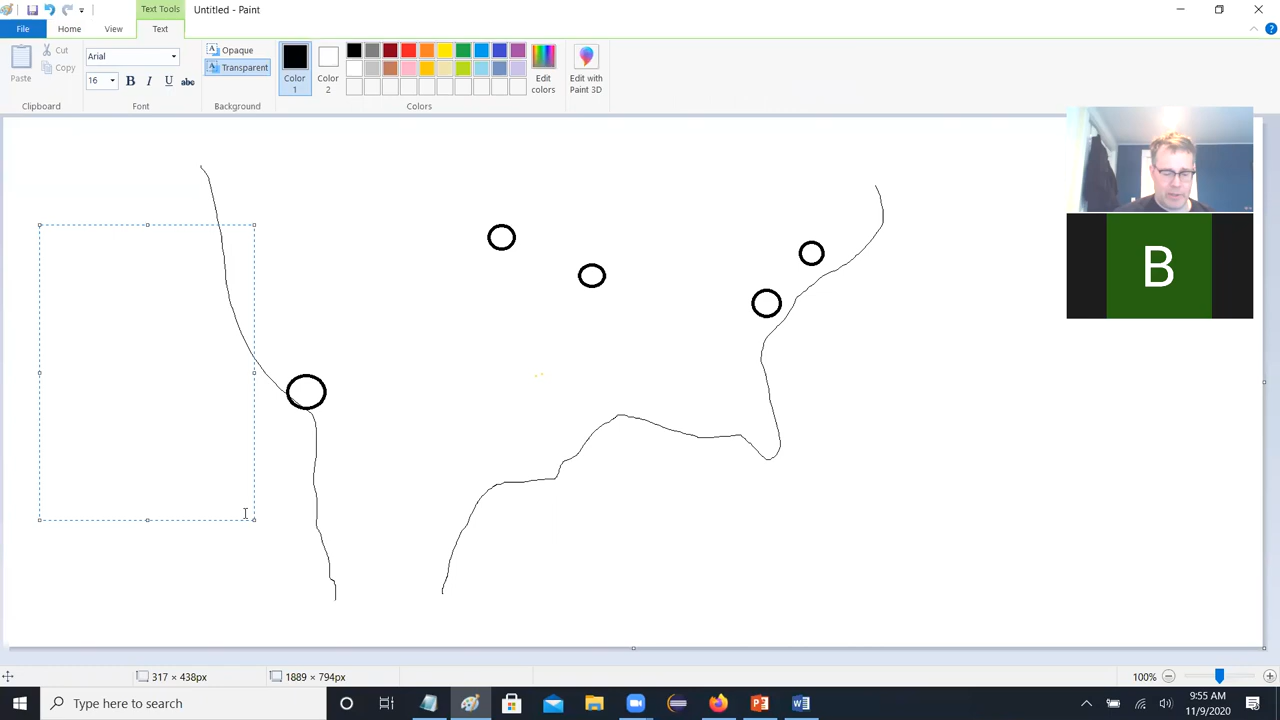 Text Tools
Untitled - Paint
File
Home
View
Text
Paste
Cut
Copy
Clipboard
Arial
16
B I U abc
Font
Opaque
Transparent
Background
Color 1
Color 2
Colors
Edit colors
Edit with Paint 3D
B
317 × 438px
1889 × 794px
100%
Type here to search
9:55 AM
11/9/2020